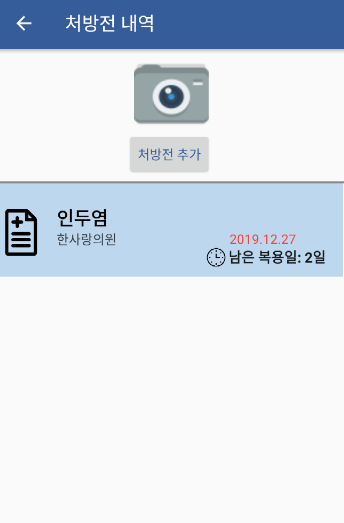 처방전 내역
처방전 추가
인두염
한사랑의원
2019.12.27
남은 복용일: 2일